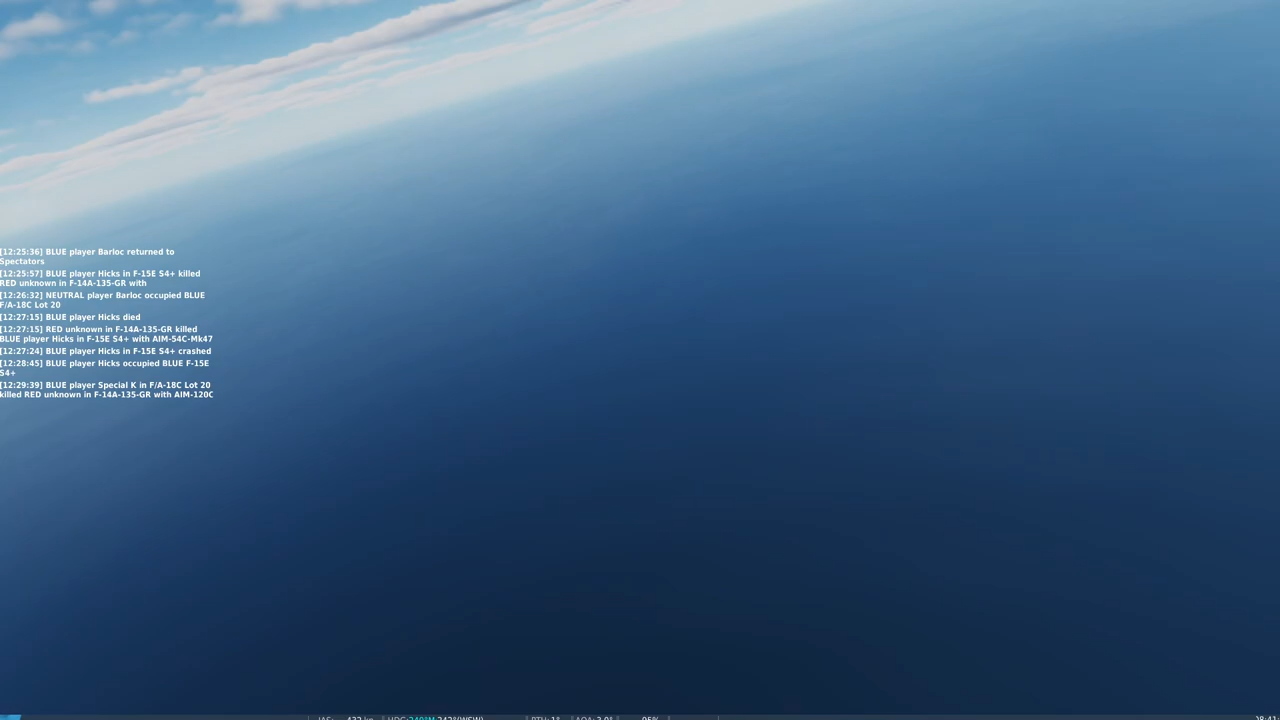 [12:25:36] BLUE player Barloc returned to
Spectators
[12:25:57] BLUE player Hicks in F-15E S4+ killed
RED unknown in F-14A-135-GR with
[12:26:32] NEUTRAL player Barloc occupied BLUE
F/A-18C Lot 20
[12:27:15] BLUE player Hicks died
[12:27:15] RED unknown in F-14A-135-GR killed
BLUE player Hicks in F-15E S4+ with AIM-54C-Mk47
[12:27:24] BLUE player Hicks in F-15E S4+ crashed
[12:28:45] BLUE player Hicks occupied BLUE F-15E
S4+
[12:29:39] BLUE player Special K in F/A-18C Lot 20
killed RED unknown in F-14A-135-GR with AIM-120C